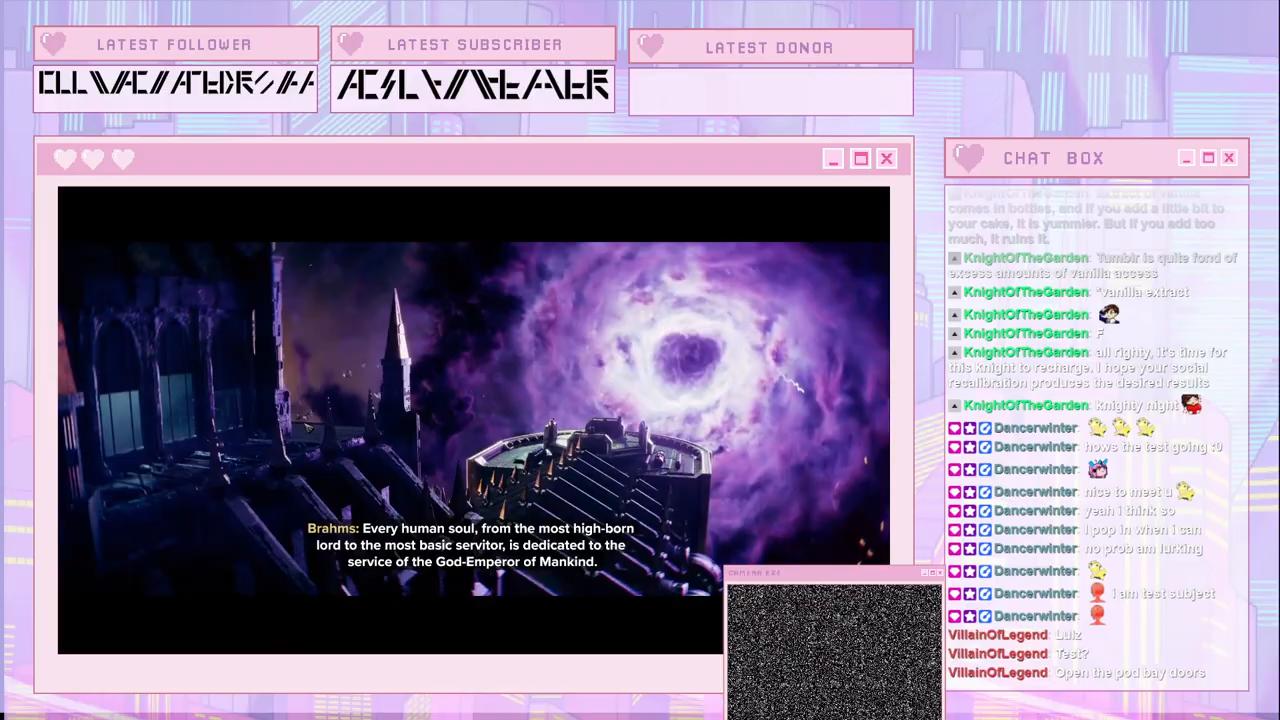 LATEST FOLLOWER
LATEST SUBSCRIBER
LATEST DONOR
CHAT BOX
KnightOfTheGarden: Extract of vanilla
comes in bottles, and if you add a little bit to
your cake, it is yummier. But if you add too
much, it ruins it.
KnightOfTheGarden: Tumblr is quite fond of
excess amounts of vanilla access
KnightOfTheGarden: *vanilla extract
KnightOfTheGarden:
KnightOfTheGarden: F
KnightOfTheGarden: all righty, it's time for
this knight to recharge. I hope your social
recalibration produces the desired results
KnightOfTheGarden: knighty night
Dancerwinter:
Dancerwinter: hows the test going :0
Dancerwinter:
Dancerwinter: nice to meet u
Dancerwinter: yeah i think so
Dancerwinter: I pop in when i can
Dancerwinter: no prob am lurking
Dancerwinter:
Dancerwinter: i am test subject
Dancerwinter:
VillainOfLegend: Lulz
VillainOfLegend: Test?
VillainOfLegend: Open the pod bay doors
Brahms: Every human soul, from the most high-born
lord to the most basic servitor, is dedicated to the
service of the God-Emperor of Mankind.
CAMERA.EXE